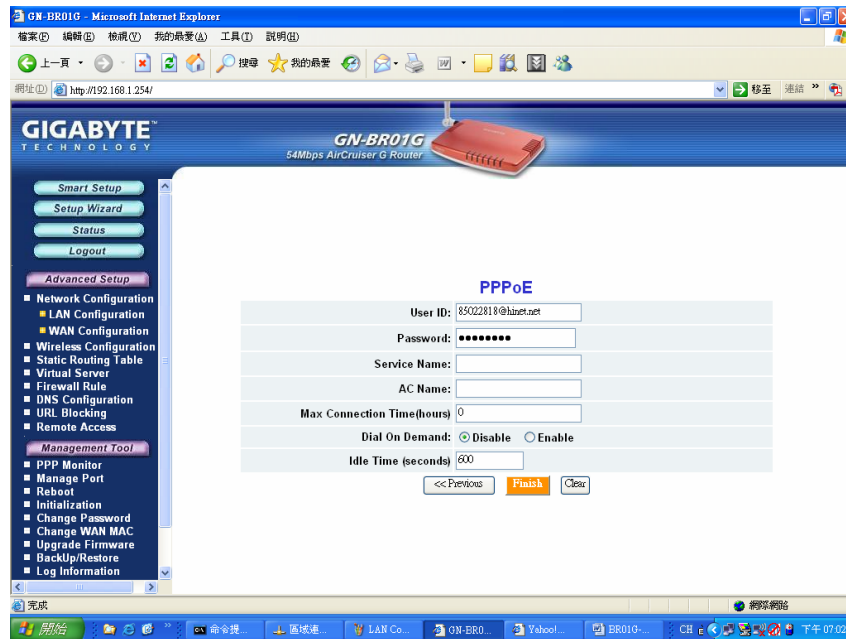 GN-BR01G - Microsoft Internet Explorer
檔案(F) 編輯(E) 檢視(V) 我的最愛(A) 工具(T) 說明(H)
上一頁 搜尋 我的最愛
網址(D) http://192.168.1.254/ 移至 連結 »
GIGABYTE™
TECHNOLOGY
GN-BR01G
54Mbps AirCruiser G Router
Smart Setup
Setup Wizard
Status
Logout
Advanced Setup
Network Configuration
LAN Configuration
WAN Configuration
Wireless Configuration
Static Routing Table
Virtual Server
Firewall Rule
DNS Configuration
URL Blocking
Remote Access
Management Tool
PPP Monitor
Manage Port
Reboot
Initialization
Change Password
Change WAN MAC
Upgrade Firmware
BackUp/Restore
Log Information
PPPoE
User ID: 85022818@hinet.net
Password: ●●●●●●●●
Service Name:
AC Name:
Max Connection Time(hours) 0
Dial On Demand: Disable Enable
Idle Time (seconds) 600
<< Previous Finish Clear
完成 網際網路
開始 » 命令提... 區域連... LAN Co... GN-BR0... Yahoo!... BR01G-... CH 下午 07:02